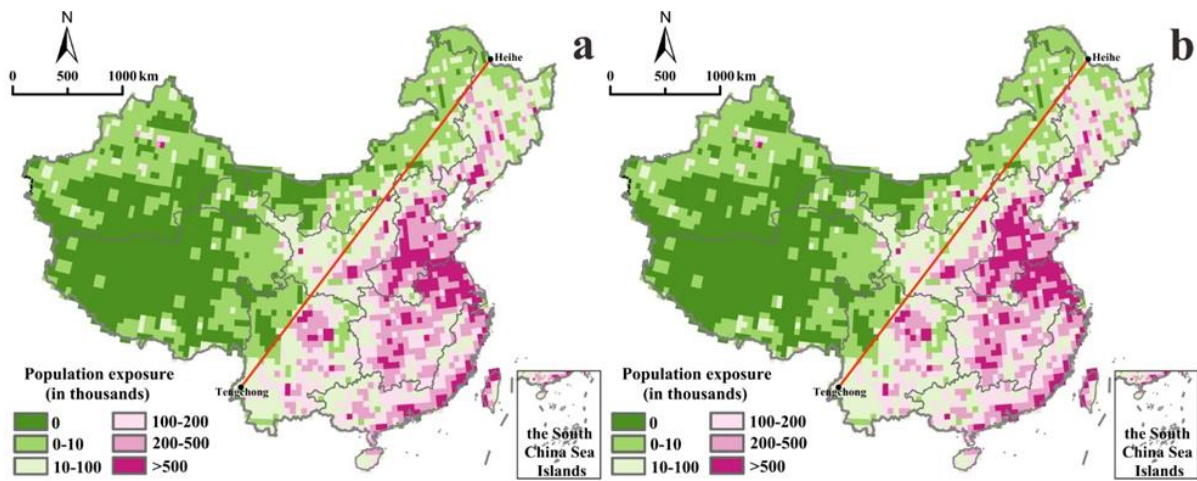 N
0 500 1000 km
a
Heihe
Tengchong
Population exposure
(in thousands)
0
0-10
10-100
100-200
200-500
>500
the South
China Sea
Islands
N
0 500 1000 km
b
Heihe
Tengchong
Population exposure
(in thousands)
0
0-10
10-100
100-200
200-500
>500
the South
China Sea
Islands